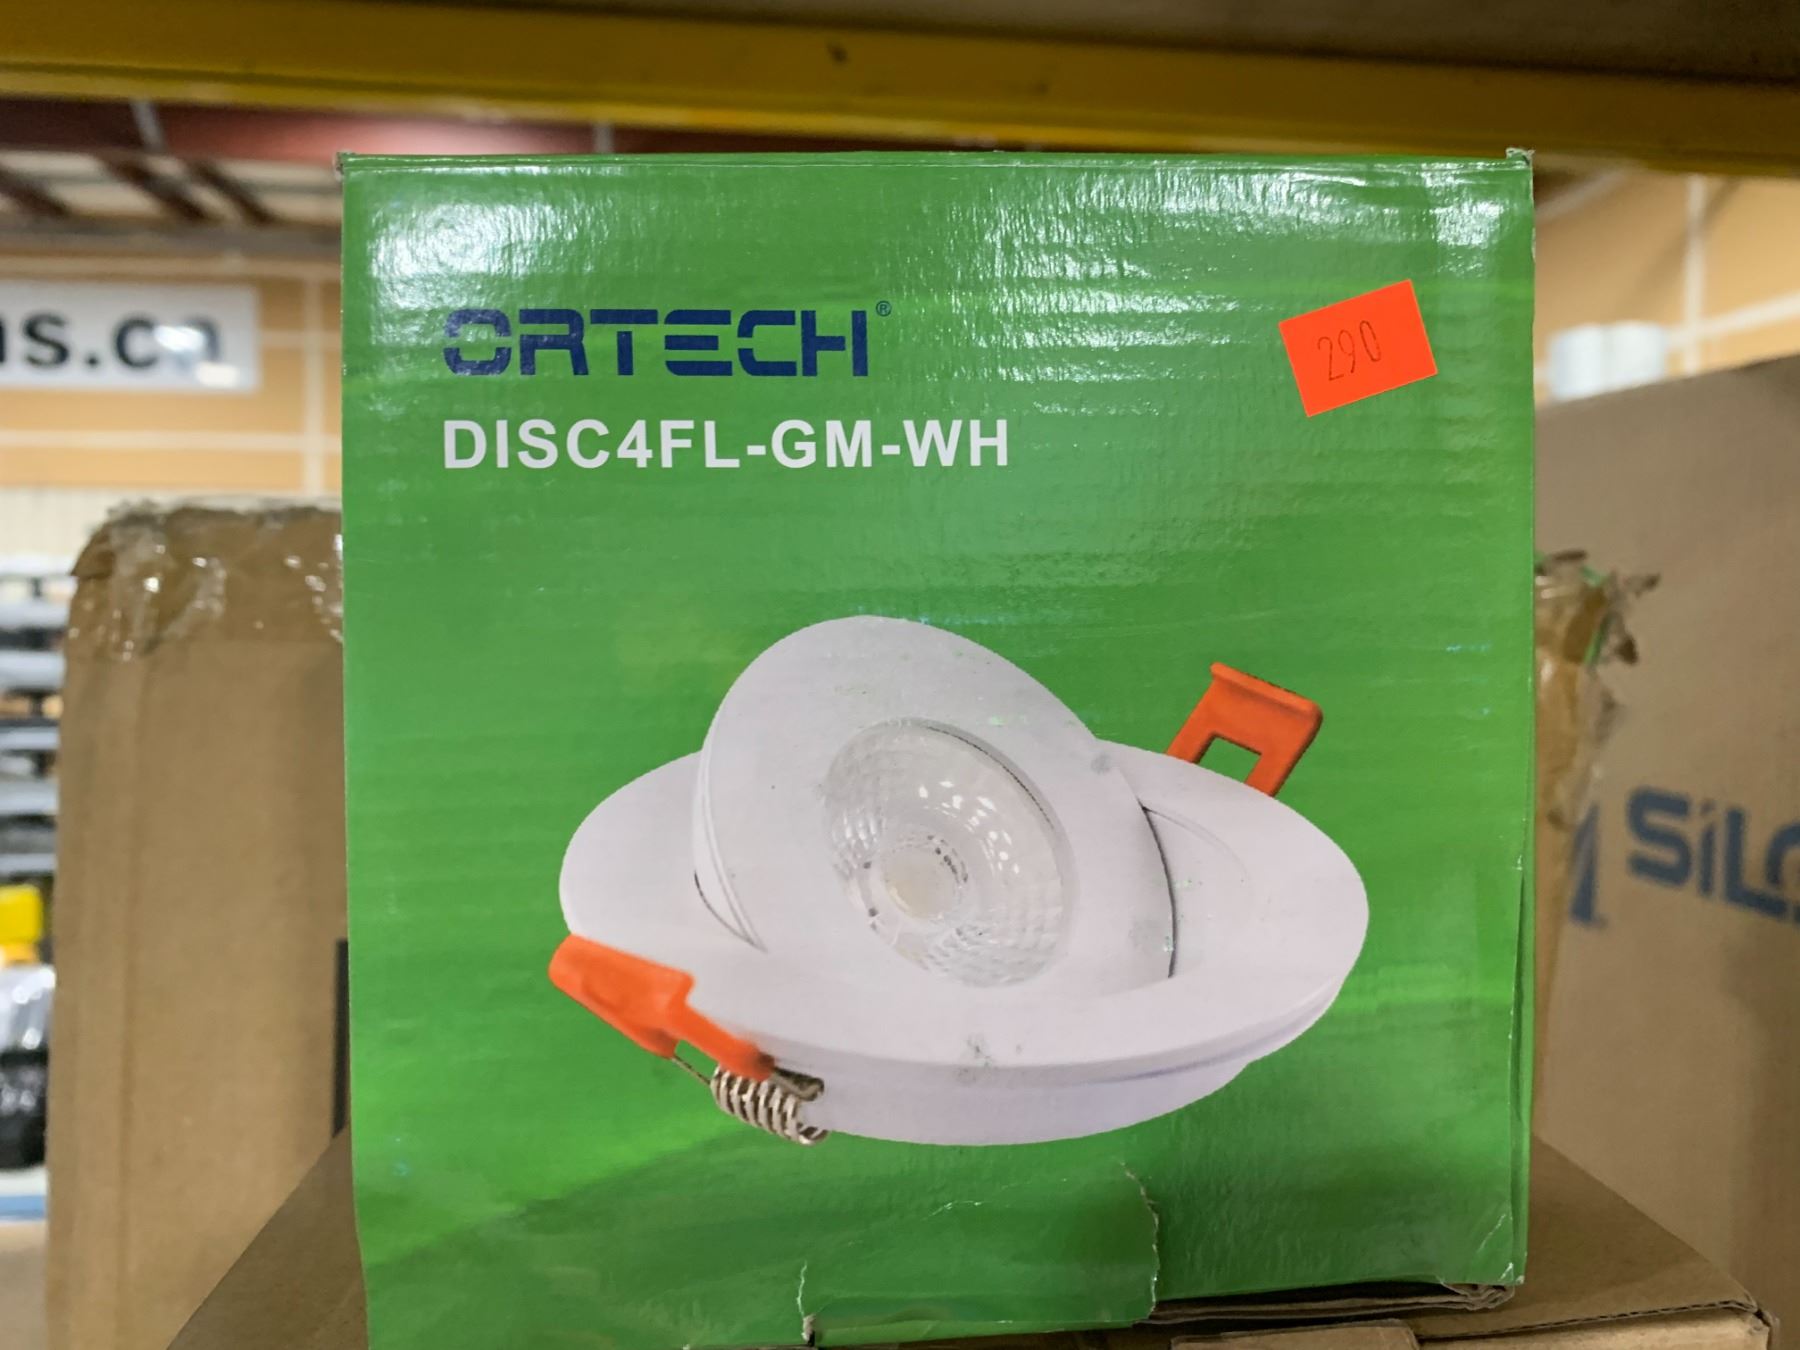 ORTECH®
DISC4FL-GM-WH
290
s.ca
SiL